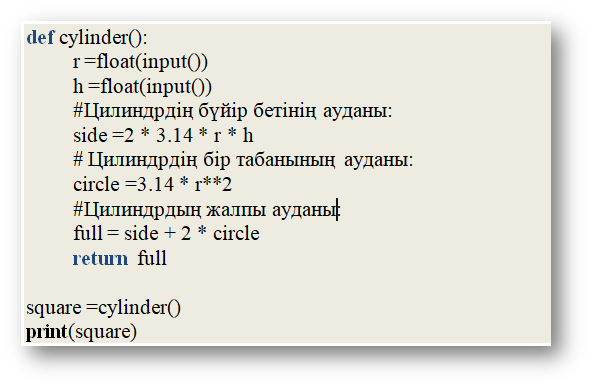 def cylinder():
r =float(input())
h =float(input())
#Цилиндрдің бүйір бетінің ауданы:
side =2 * 3.14 * r * h
# Цилиндрдің бір табанының ауданы:
circle =3.14 * r**2
#Цилиндрдың жалпы ауданы:
full = side + 2 * circle
return full
square =cylinder()
print(square)